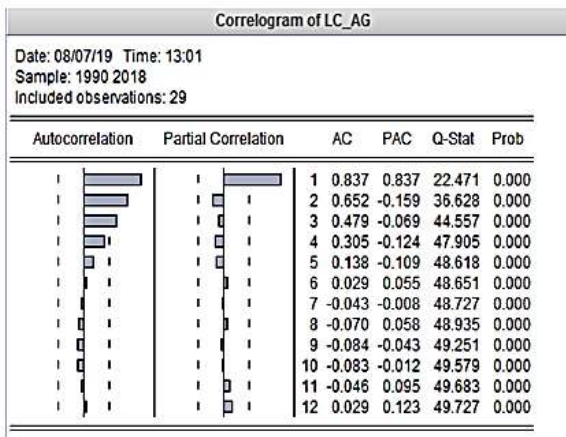 Correlogram of LC_AG
Date: 08/07/19 Time: 13:01
Sample: 1990 2018
Included observations: 29
Autocorrelation Partial Correlation AC PAC Q-Stat Prob
1 0.837 0.837 22.471 0.000
2 0.652 -0.159 36.628 0.000
3 0.479 -0.069 44.557 0.000
4 0.305 -0.124 47.905 0.000
5 0.138 -0.109 48.618 0.000
6 0.029 0.055 48.651 0.000
7 -0.043 -0.008 48.727 0.000
8 -0.070 0.058 48.935 0.000
9 -0.084 -0.043 49.251 0.000
10 -0.083 -0.012 49.579 0.000
11 -0.046 0.095 49.683 0.000
12 0.029 0.123 49.727 0.000